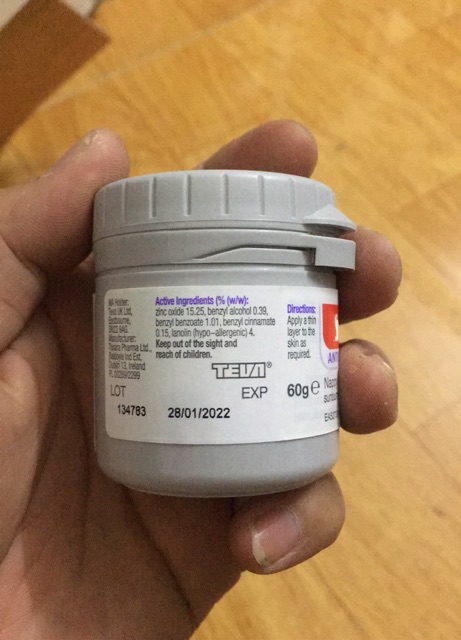 MA Holder:
Teva UK Ltd,
Eastbourne,
BN22 9AG
Manufacturer:
Tosara Pharma Ltd.,
Baldoyle Ind Est,
Dublin 13, Ireland
LOT
134783
Active Ingredients (% (w/w):
zinc oxide 15.25, benzyl alcohol 0.39,
benzyl benzoate 1.01, benzyl cinnamate
0.15, lanolin (hypo-allergenic) 4.
Keep out of the sight and
reach of children.
TEVA®
EXP
28/01/2022
Directions:
Apply a thin
layer to the
skin as
required.
60g e
ANT